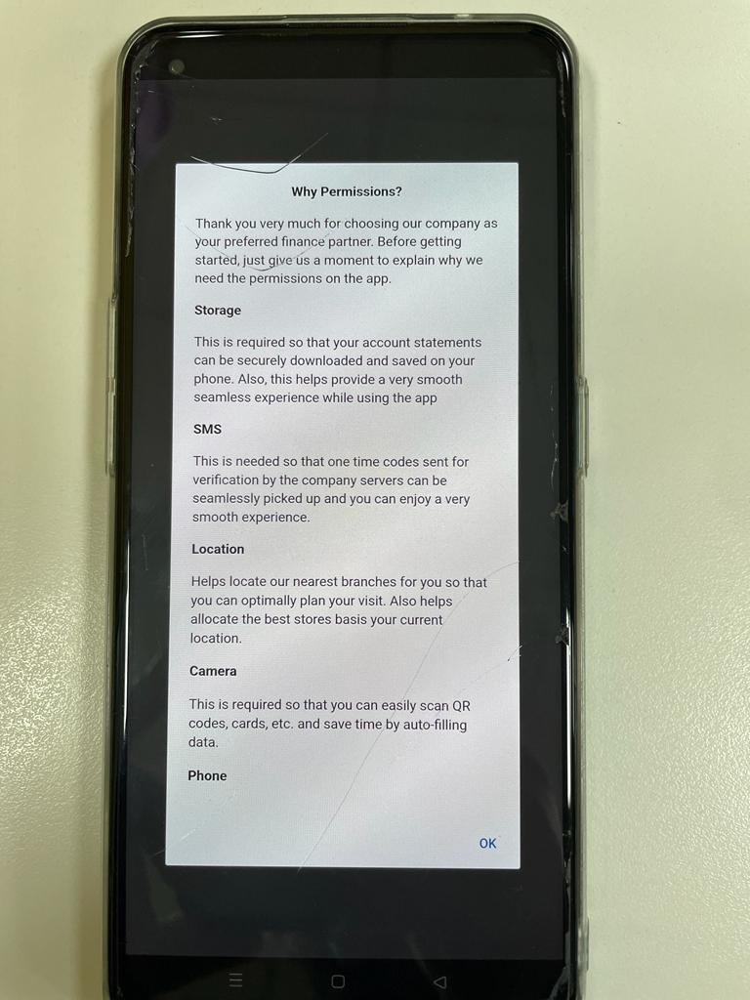 Why Permissions?
Thank you very much for choosing our company as
your preferred finance partner. Before getting
started, just give us a moment to explain why we
need the permissions on the app.
Storage
This is required so that your account statements
can be securely downloaded and saved on your
phone. Also, this helps provide a very smooth
seamless experience while using the app
SMS
This is needed so that one time codes sent for
verification by the company servers can be
seamlessly picked up and you can enjoy a very
smooth experience.
Location
Helps locate our nearest branches for you so that
you can optimally plan your visit. Also helps
allocate the best stores basis your current
location.
Camera
This is required so that you can easily scan QR
codes, cards, etc. and save time by auto-filling
data.
Phone
OK